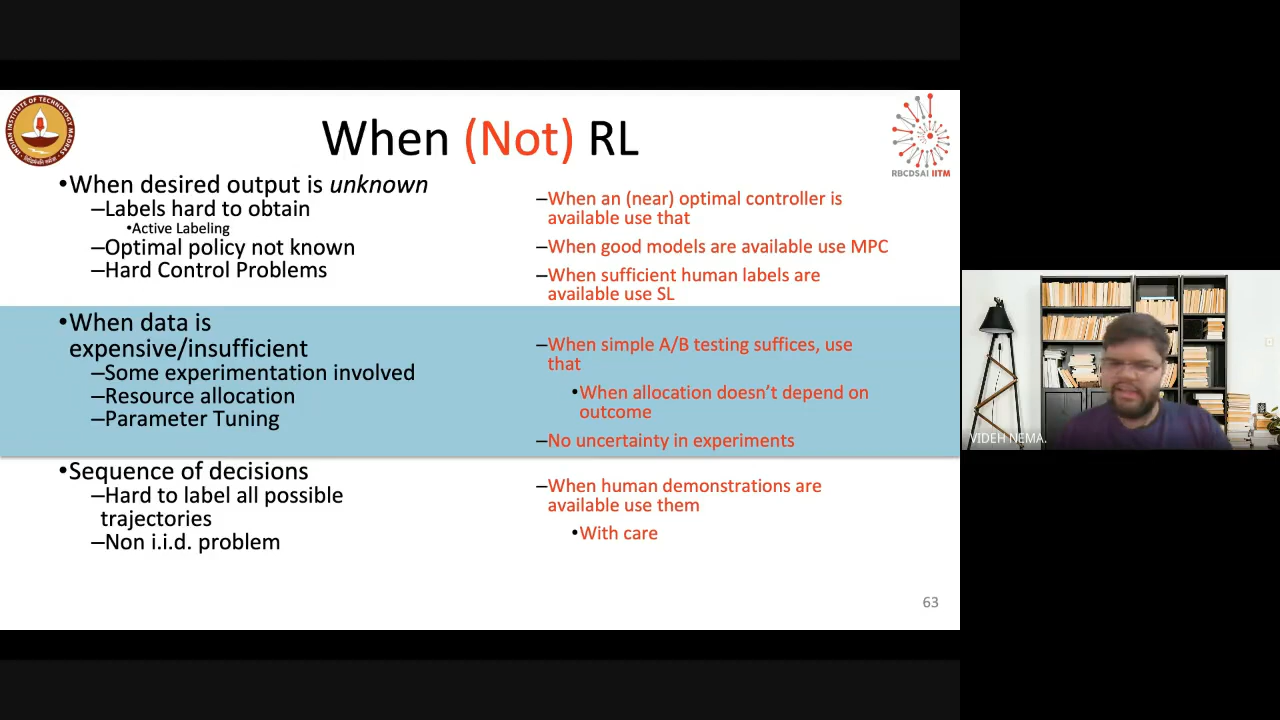 When (Not) RL
INDIAN INSTITUTE OF TECHNOLOGY MADRAS
RBCDSAI IITM
•When desired output is unknown
–Labels hard to obtain
•Active Labeling
–Optimal policy not known
–Hard Control Problems
–When an (near) optimal controller is
available use that
–When good models are available use MPC
–When sufficient human labels are
available use SL
•When data is
expensive/insufficient
–Some experimentation involved
–Resource allocation
–Parameter Tuning
–When simple A/B testing suffices, use
that
•When allocation doesn’t depend on
outcome
–No uncertainty in experiments
•Sequence of decisions
–Hard to label all possible
trajectories
–Non i.i.d. problem
–When human demonstrations are
available use them
•With care
63
VIDEH NEMA.